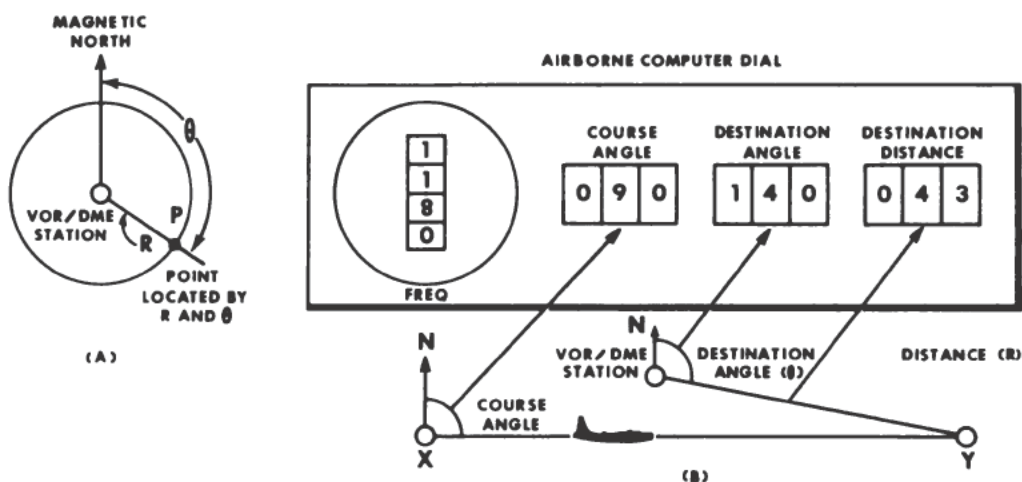 MAGNETIC
NORTH
θ
VOR/DME
STATION
P
R
POINT
LOCATED BY
R AND θ
(A)
AIRBORNE COMPUTER DIAL
1
1
8
0
FREQ
COURSE
ANGLE
0 9 0
DESTINATION
ANGLE
1 4 0
DESTINATION
DISTANCE
0 4 3
N
COURSE
ANGLE
X
N
VOR/DME
STATION
DESTINATION
ANGLE (θ)
DISTANCE (R)
Y
(B)